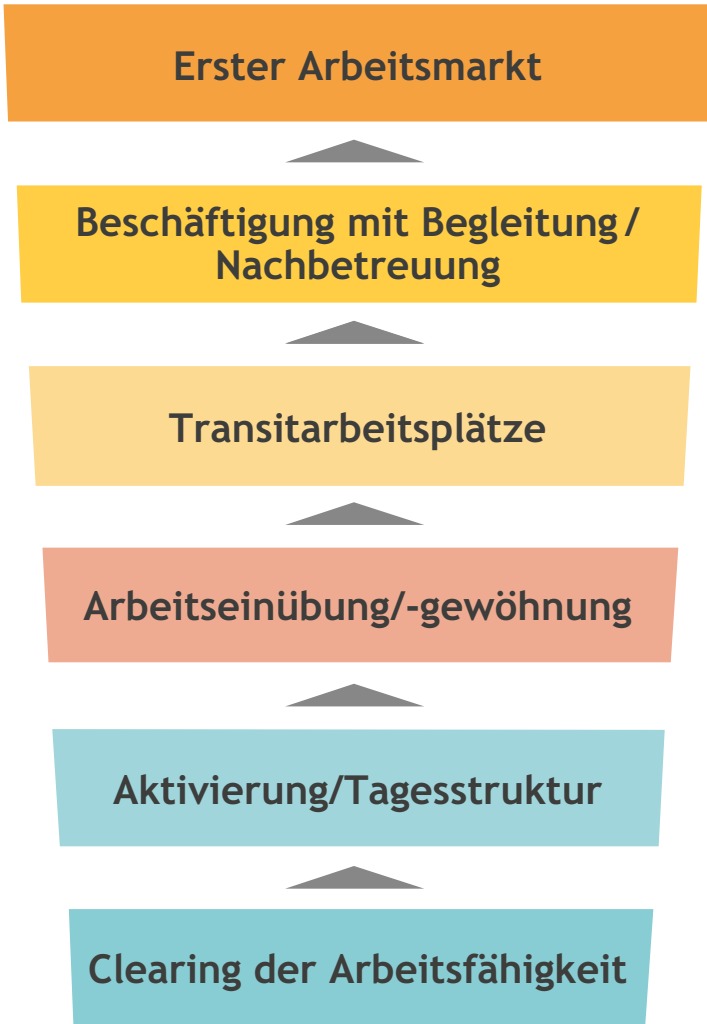 Erster Arbeitsmarkt
Beschäftigung mit Begleitung /
Nachbetreuung
Transitarbeitsplätze
Arbeitseinübung/-gewöhnung
Aktivierung/Tagesstruktur
Clearing der Arbeitsfähigkeit